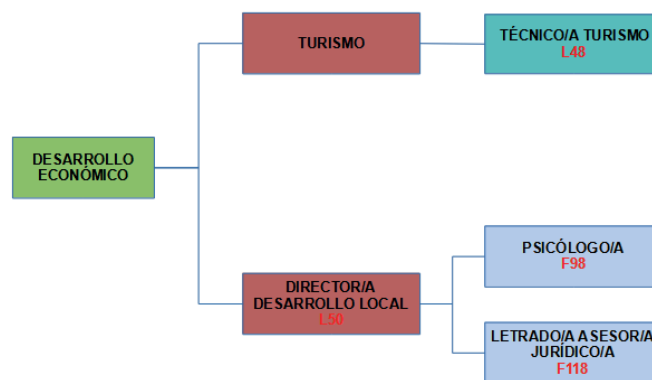 TURISMO
TÉCNICO/A TURISMO
L48
DESARROLLO
ECONÓMICO
DIRECTOR/A
DESARROLLO LOCAL
L50
PSICÓLOGO/A
F98
LETRADO/A ASESOR/A
JURÍDICO/A
F118